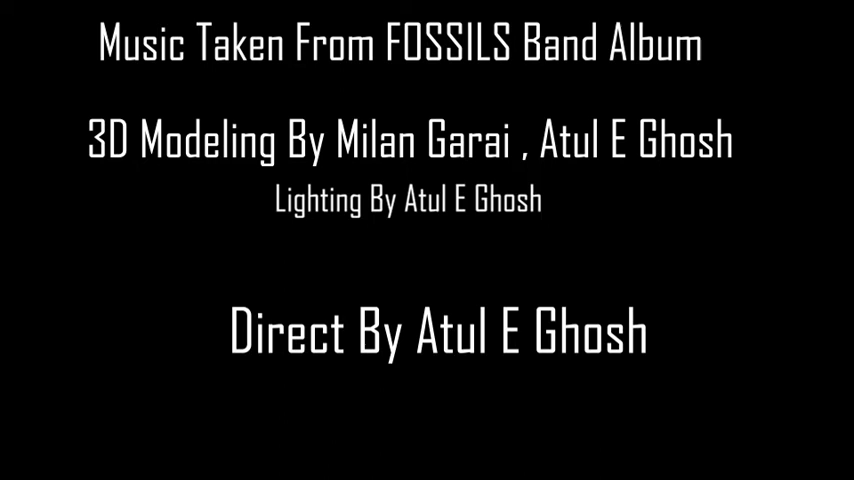 Music Taken From FOSSILS Band Album
3D Modeling By Milan Garai , Atul E Ghosh
Lighting By Atul E Ghosh
Direct By Atul E Ghosh